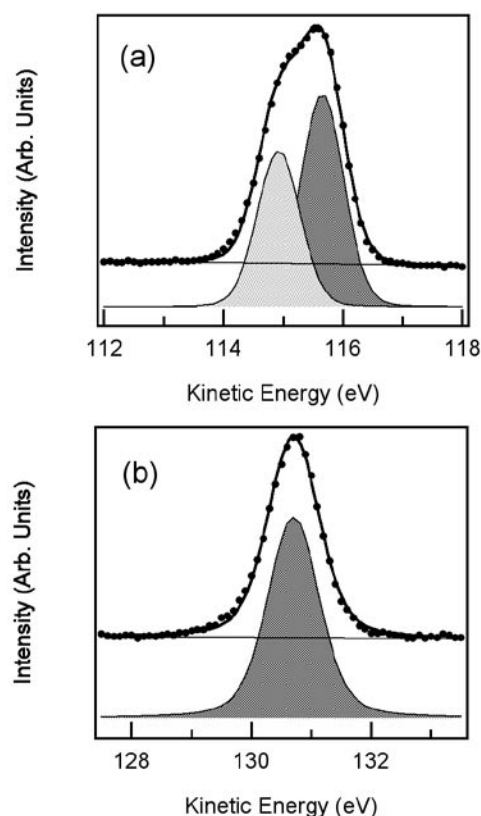 (a)
Intensity (Arb. Units)
112 114 116 118
Kinetic Energy (eV)
(b)
Intensity (Arb. Units)
128 130 132
Kinetic Energy (eV)